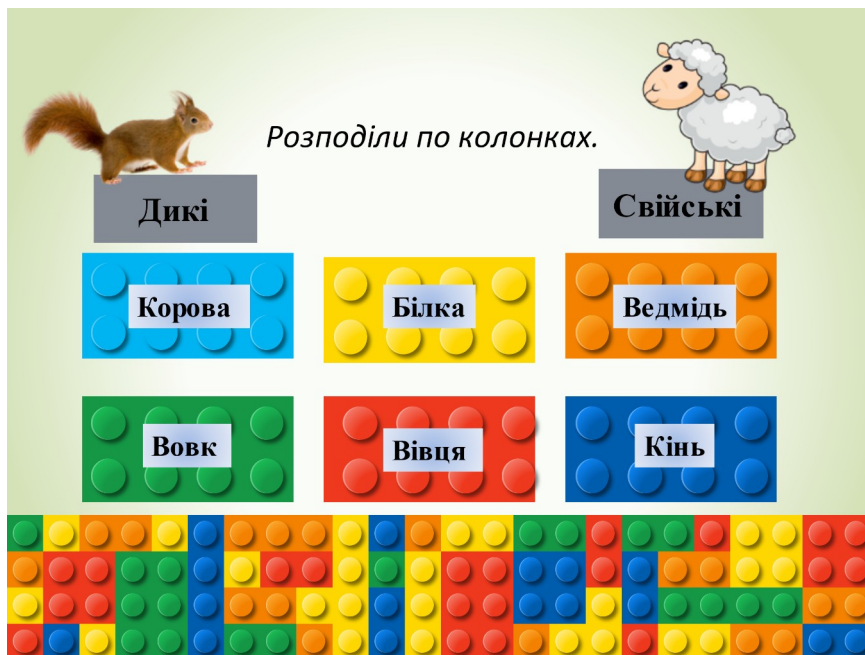 Розподіли по колонках.
Дикі
Свійські
Корова
Білка
Ведмідь
Вовк
Вівця
Кінь